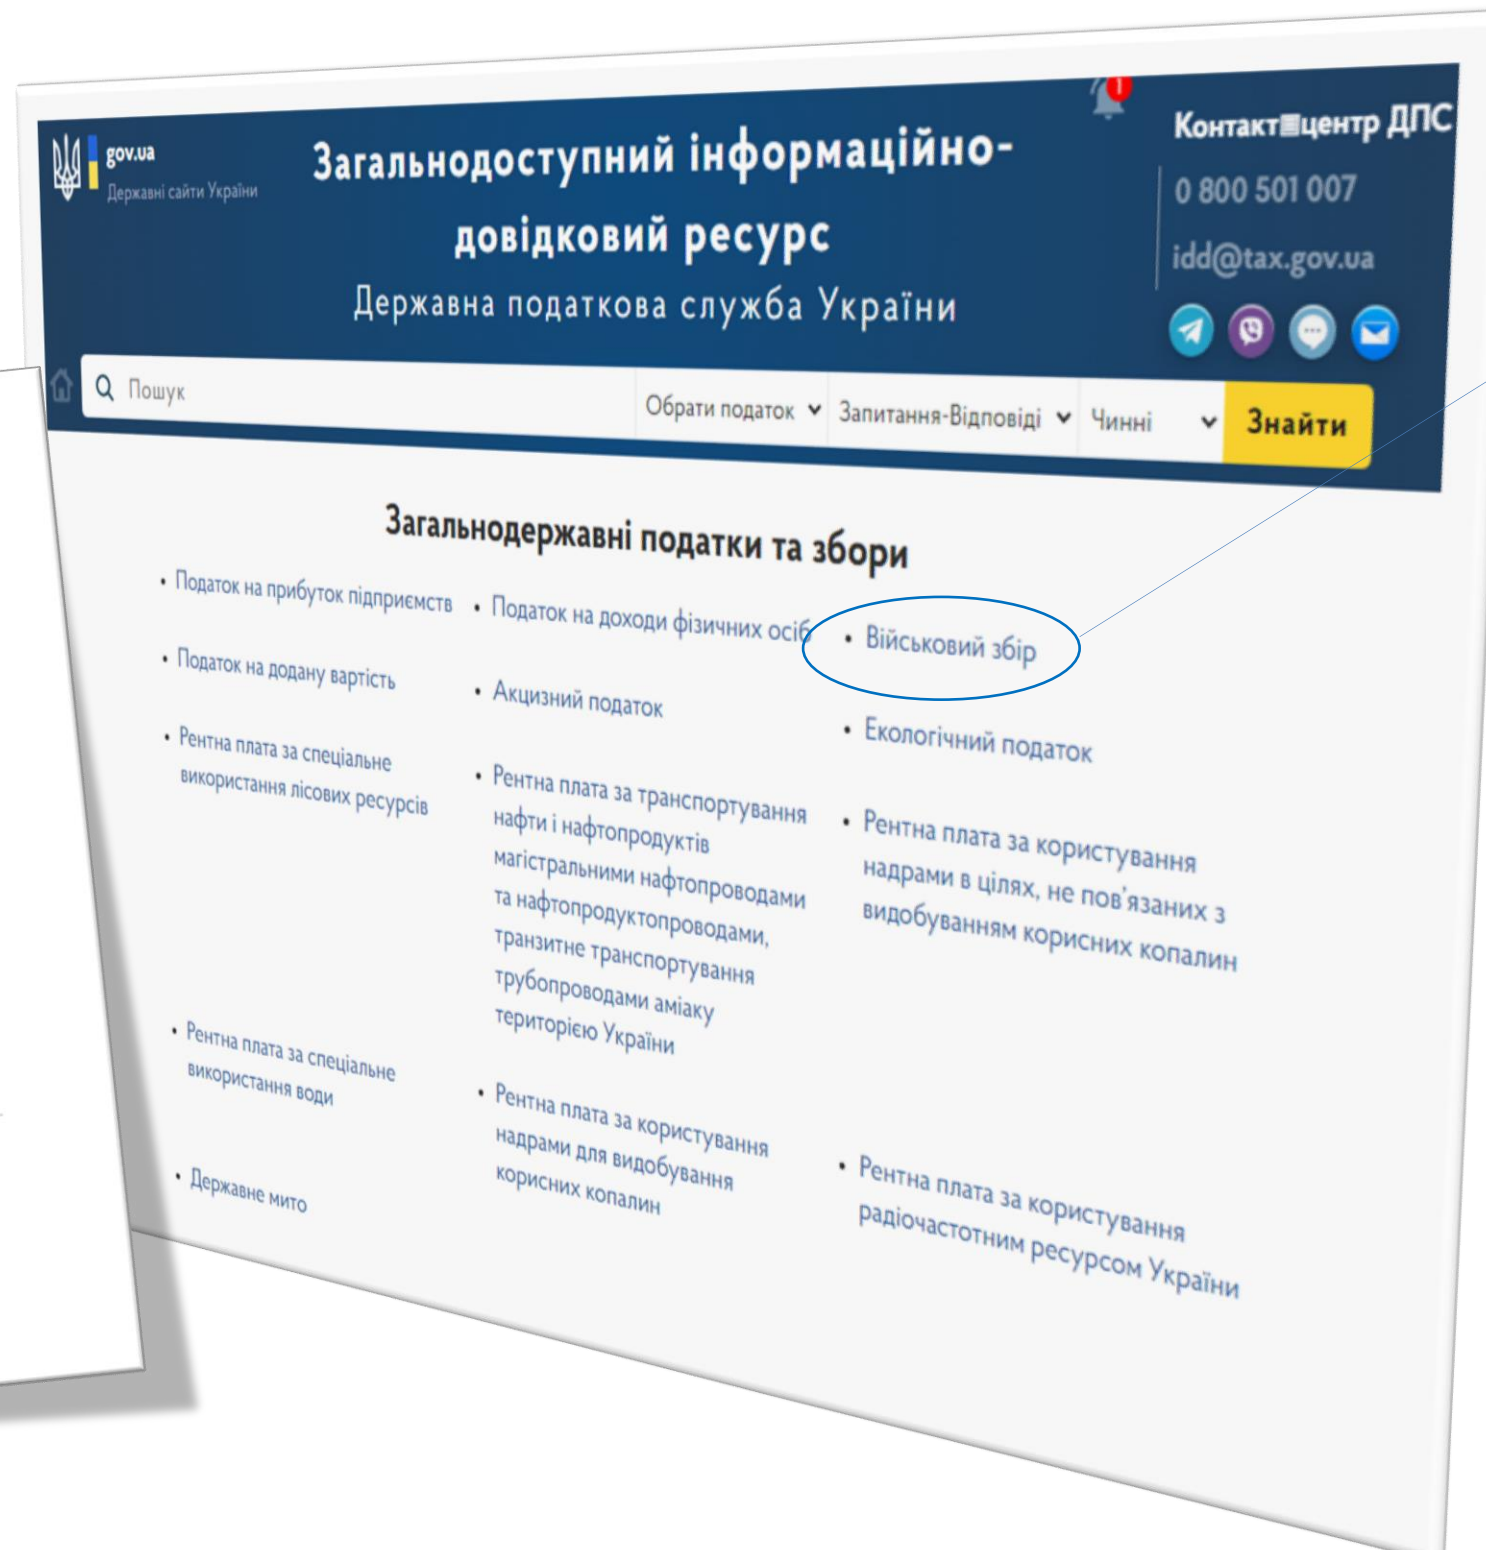 gov.ua
Державні сайти України
Загальнодоступний інформаційно-
довідковий ресурс
Державна податкова служба України
1
Контакт центр ДПС
0 800 501 007
idd@tax.gov.ua
Пошук
Обрати податок
Запитання-Відповіді
Чинні
Знайти
Загальнодержавні податки та збори
• Податок на прибуток підприємств
• Податок на доходи фізичних осіб
• Військовий збір
• Податок на додану вартість
• Акцизний податок
• Екологічний податок
• Рентна плата за спеціальне
використання лісових ресурсів
• Рентна плата за транспортування
нафти і нафтопродуктів
магістральними нафтопроводами
та нафтопродуктопроводами,
транзитне транспортування
трубопроводами аміаку
територією України
• Рентна плата за користування
надрами в цілях, не пов'язаних з
видобуванням корисних копалин
• Рентна плата за спеціальне
використання води
• Рентна плата за користування
надрами для видобування
корисних копалин
• Рентна плата за користування
радіочастотним ресурсом України
• Державне мито